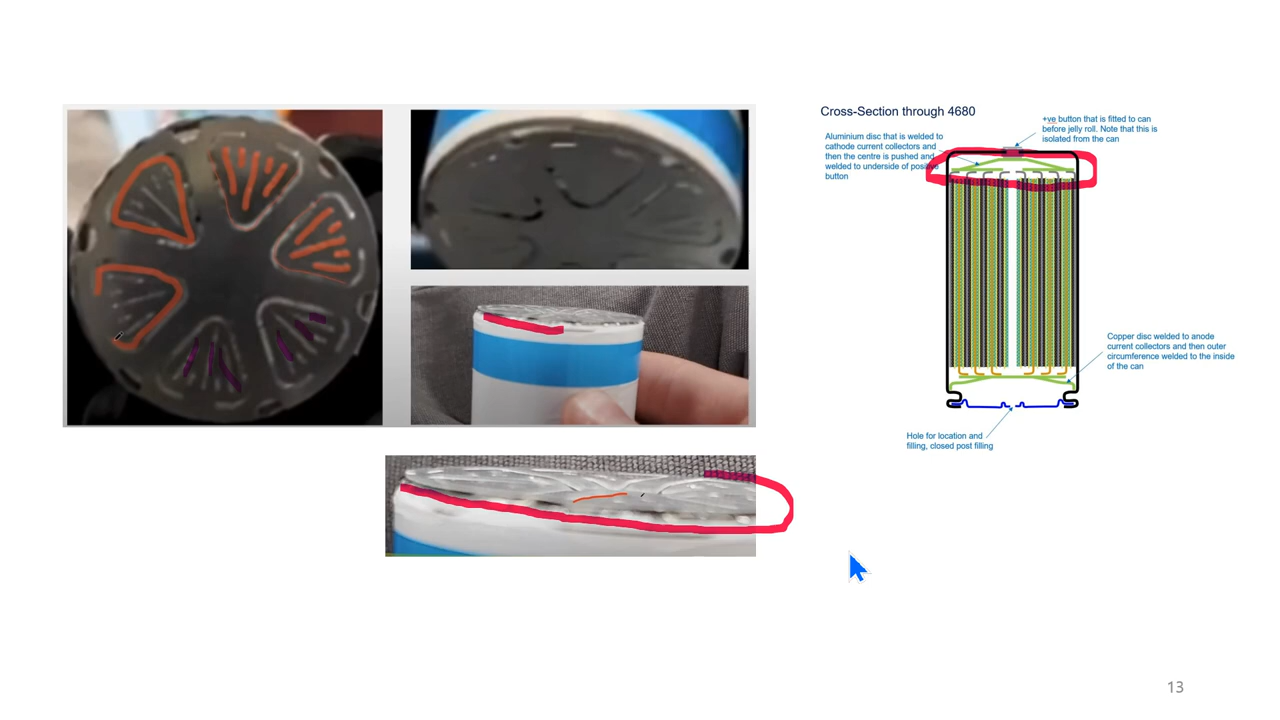 Cross-Section through 4680
+ve button that is fitted to can
before jelly roll. Note that this is
isolated from the can
Aluminium disc that is welded to
cathode current collectors and
then the centre is pushed and
welded to underside of positive
button
Copper disc welded to anode
current collectors and then outer
circumference welded to the inside
of the can
Hole for location and
filling, closed post filling
13